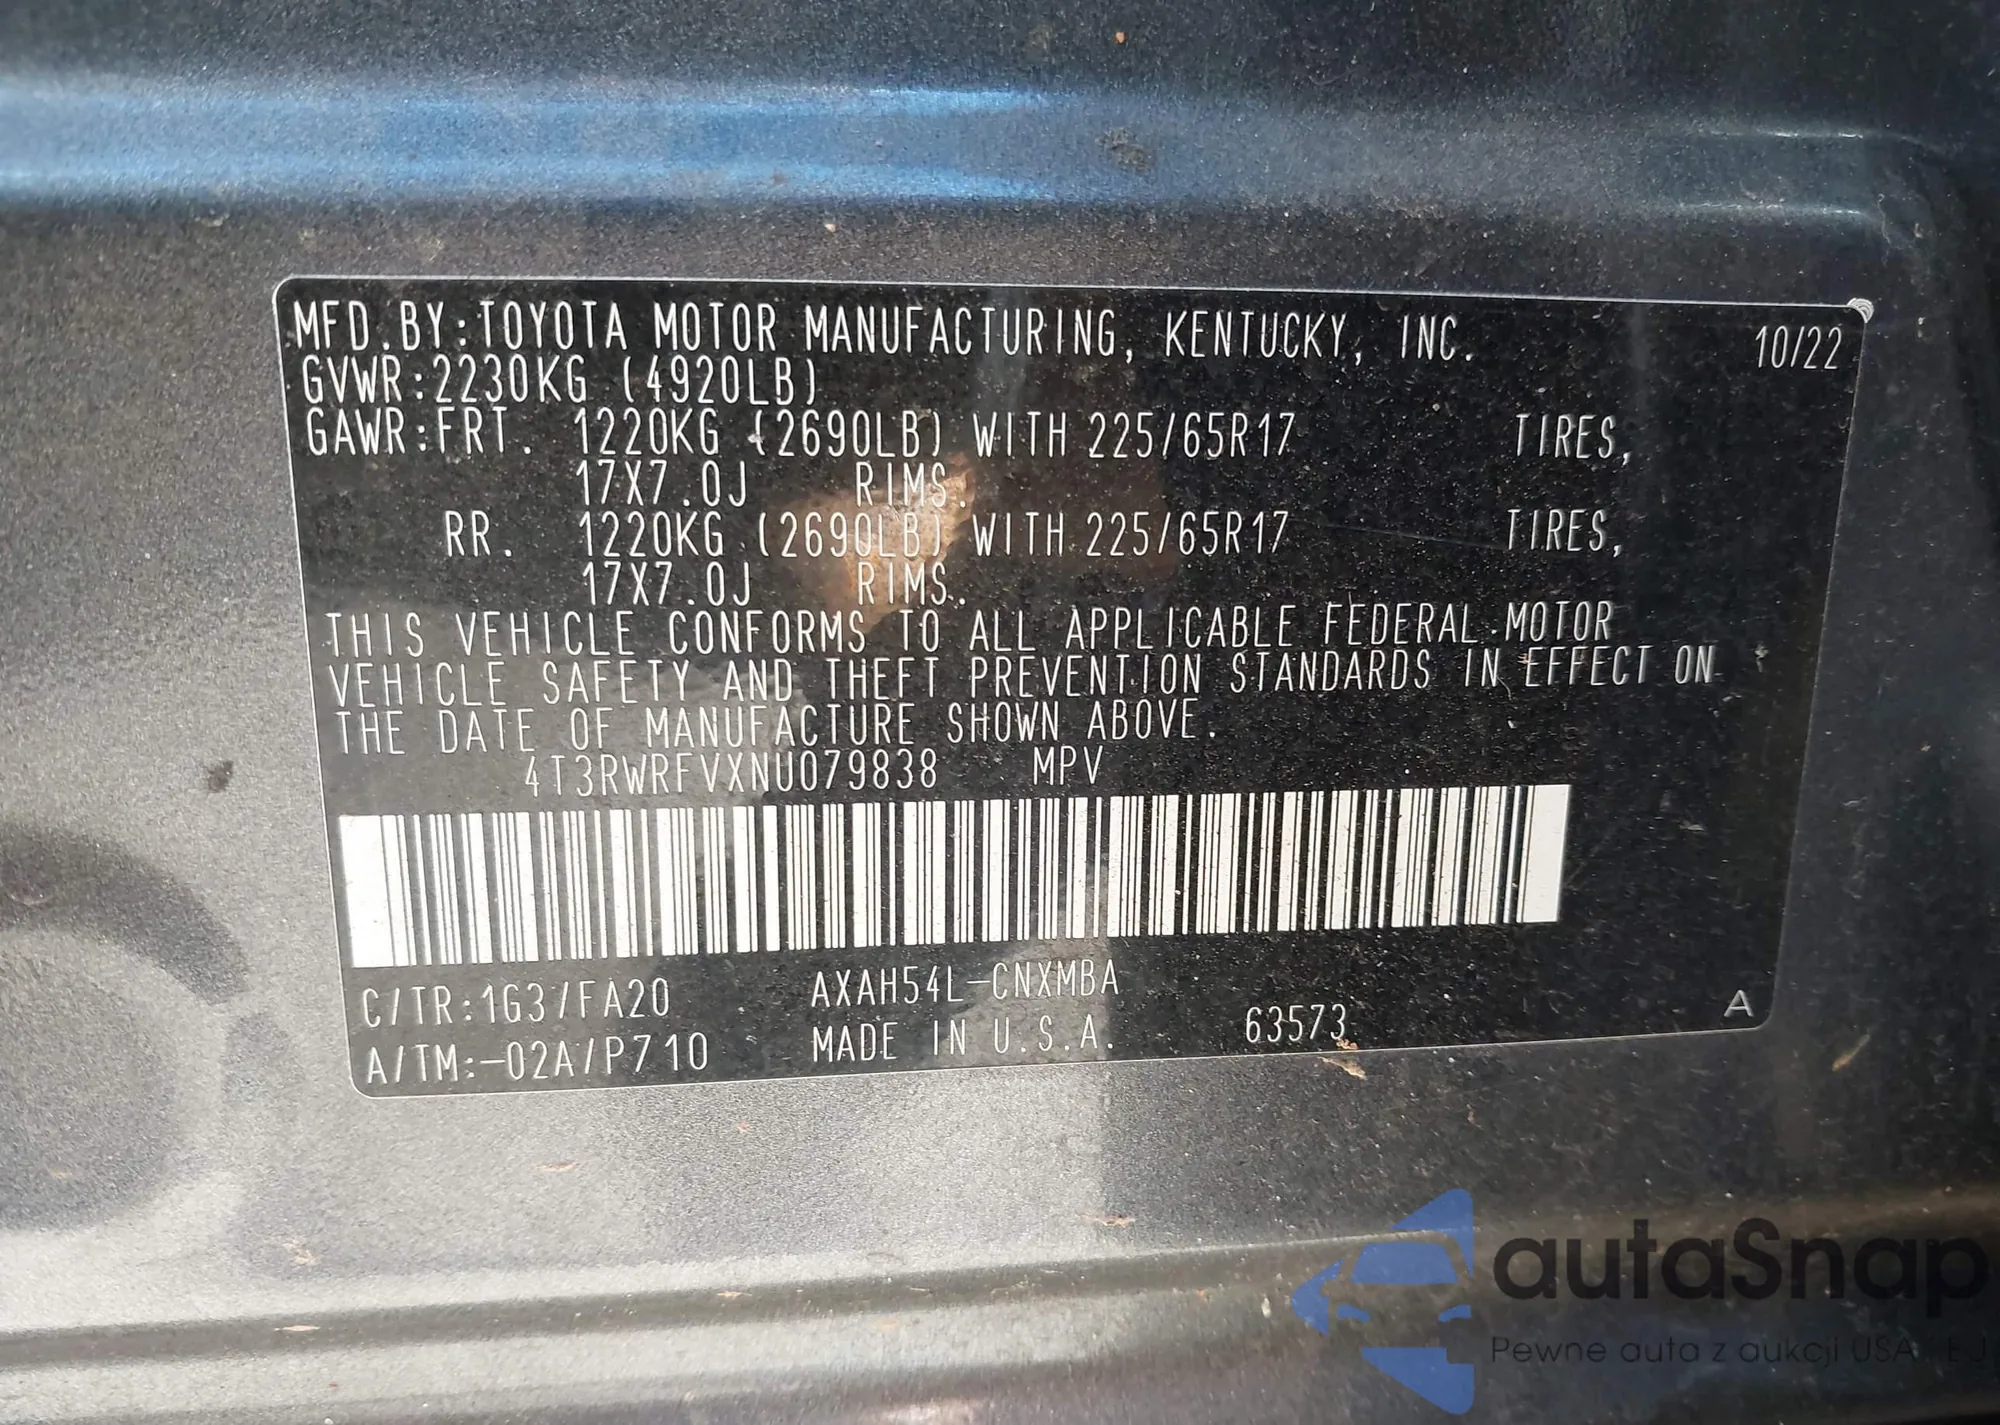 MFD.BY:TOYOTA MOTOR MANUFACTURING, KENTUCKY, INC. 10/22
GVWR:2230KG (4920LB)
GAWR:FRT. 1220KG (2690LB) WITH 225/65R17 TIRES,
17X7.0J RIMS.
RR. 1220KG (2690LB) WITH 225/65R17 TIRES,
17X7.0J RIMS.
THIS VEHICLE CONFORMS TO ALL APPLICABLE FEDERAL MOTOR
VEHICLE SAFETY AND THEFT PREVENTION STANDARDS IN EFFECT ON
THE DATE OF MANUFACTURE SHOWN ABOVE.
4T3RWRFVXNU079838 MPV
C/TR:1G3/FA20 AXAH54L-CNXMBA
A/TM:-02A/P710 MADE IN U.S.A. 63573 A
autaSnap
Pewne auta z aukcji USA i EJ